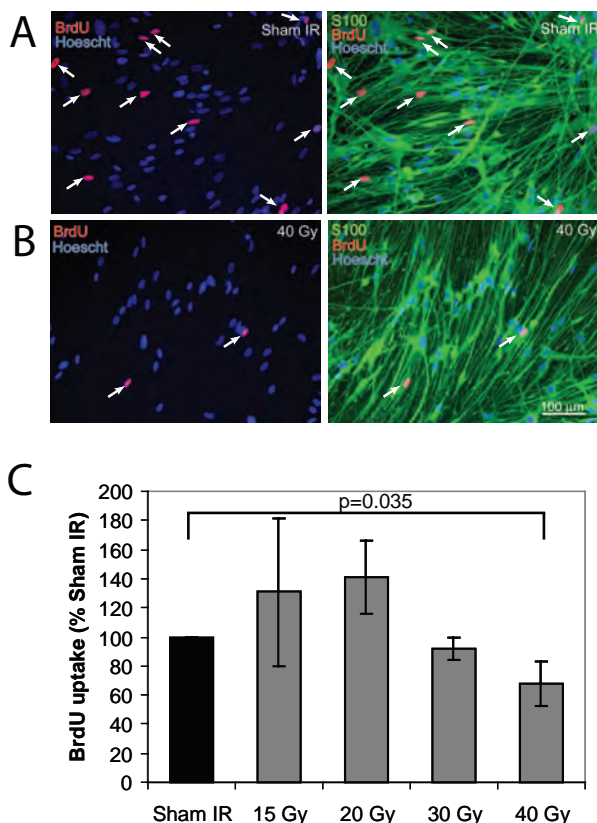 A
BrdU
Hoescht
Sham IR
S100
BrdU
Hoescht
Sham IR
B
BrdU
Hoescht
40 Gy
S100
BrdU
Hoescht
40 Gy
100 µm
C
BrdU uptake (% Sham IR)
200
180
160
140
120
100
80
60
40
20
0
p=0.035
Sham IR 15 Gy 20 Gy 30 Gy 40 Gy